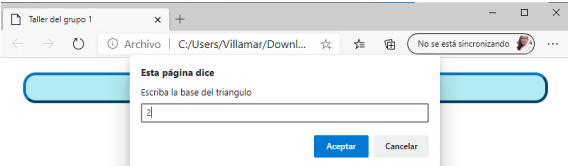 Taller del grupo 1
Archivo C:/Users/Villamar/Downl... No se está sincronizando
Esta página dice
Escriba la base del triangulo
2
Aceptar Cancelar